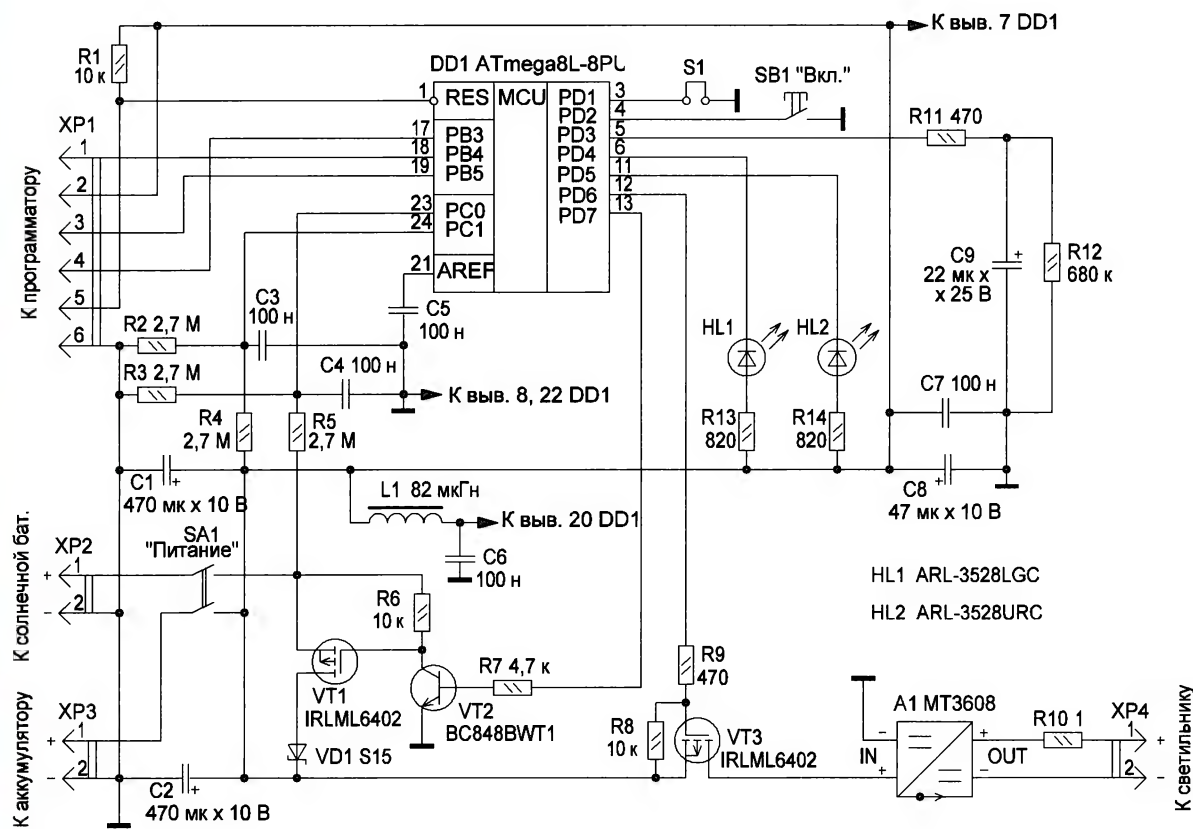 К выв. 7 DD1
R1
10 к
DD1 ATmega8L-8PU
S1
SB1 "Вкл."
1
RES
MCU
PD1
3
PD2
4
PD3
5
PD4
6
PD5
11
PD6
12
PD7
13
17
PB3
18
PB4
19
PB5
23
PC0
24
PC1
21
AREF
R11 470
XP1
1
2
3
4
5
6
К программатору
C9
+
22 мк x
x 25 В
R12
680 к
C3
100 н
C5
100 н
R2 2,7 М
R3 2,7 М
C4 100 н
К выв. 8, 22 DD1
HL1
HL2
C7 100 н
R4
2,7 М
R5
2,7 М
R13
820
R14
820
C1
+
470 мк x 10 В
C8
+
47 мк x 10 В
L1 82 мкГн
К выв. 20 DD1
C6
100 н
SA1
"Питание"
К солнечной бат.
XP2
+
1
−
2
R6
10 к
HL1 ARL-3528LGC
HL2 ARL-3528URC
VT1
IRLML6402
R7 4,7 к
VT2
BC848BWT1
R9
470
R8
10 к
VT3
IRLML6402
VD1 S15
К аккумулятору
XP3
+
1
−
2
C2
+
470 мк x 10 В
A1 MT3608
−
IN
+
+
OUT
−
R10 1
XP4
1
+
2
−
К светильнику